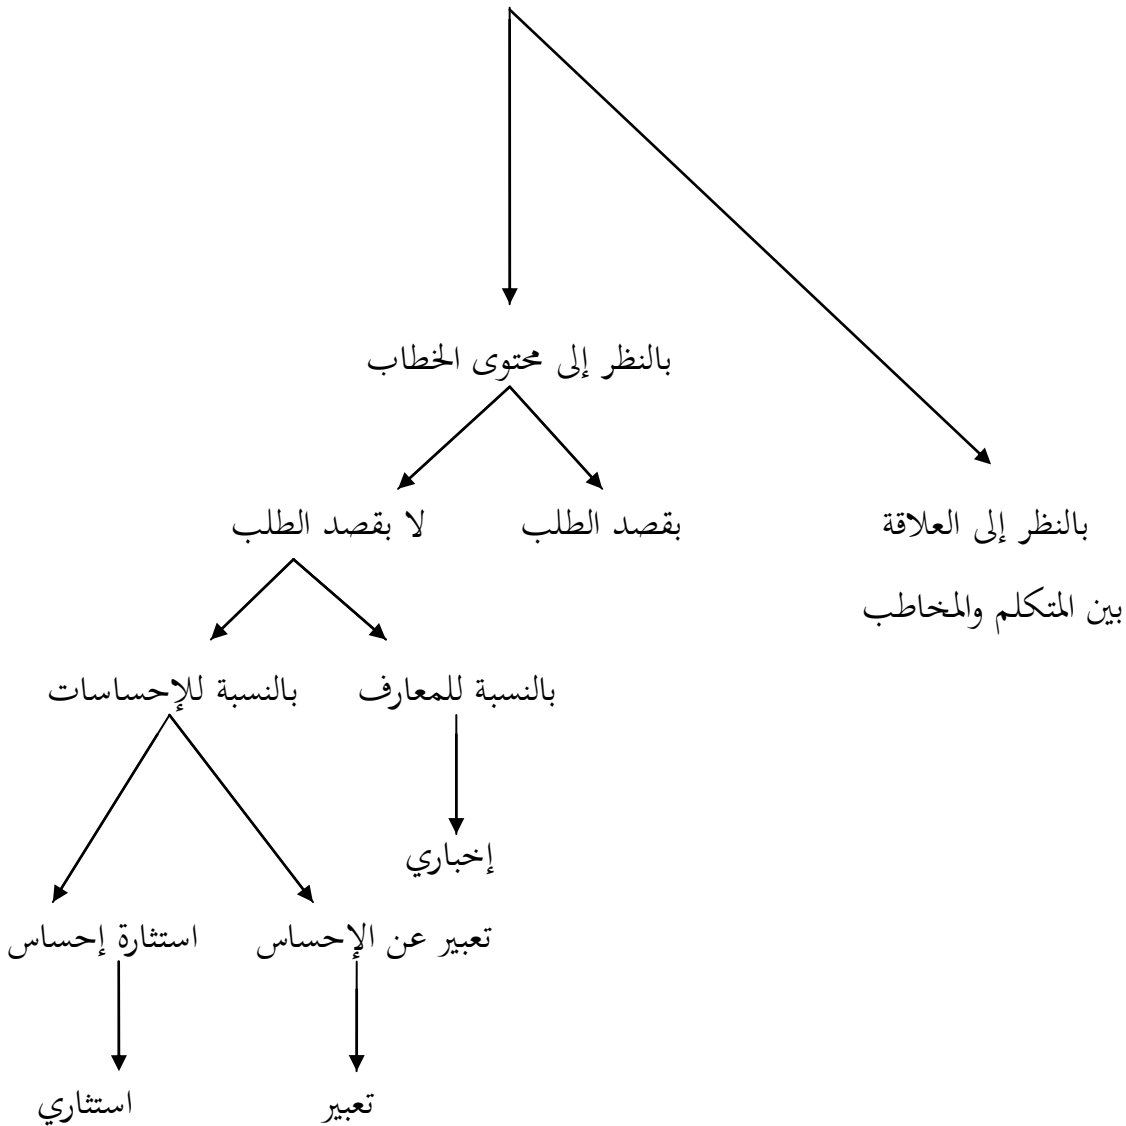 بالنظر إلى محتوى الخطاب
بالنظر إلى العلاقة
بين المتكلم والمخاطب
بقصد الطلب
لا بقصد الطلب
بالنسبة للمعارف
بالنسبة للإحساسات
إخباري
تعبير عن الإحساس
استثارة إحساس
تعبير
استثاري